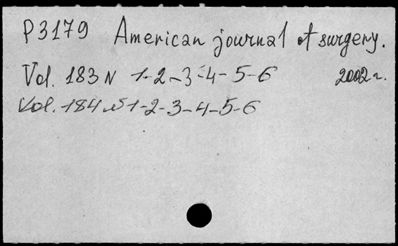 P3179 American journal of surgery.
Vol. 183 N 1-2-3-4-5-6 2002 г.
Vol. 184 N 1-2-3-4-5-6